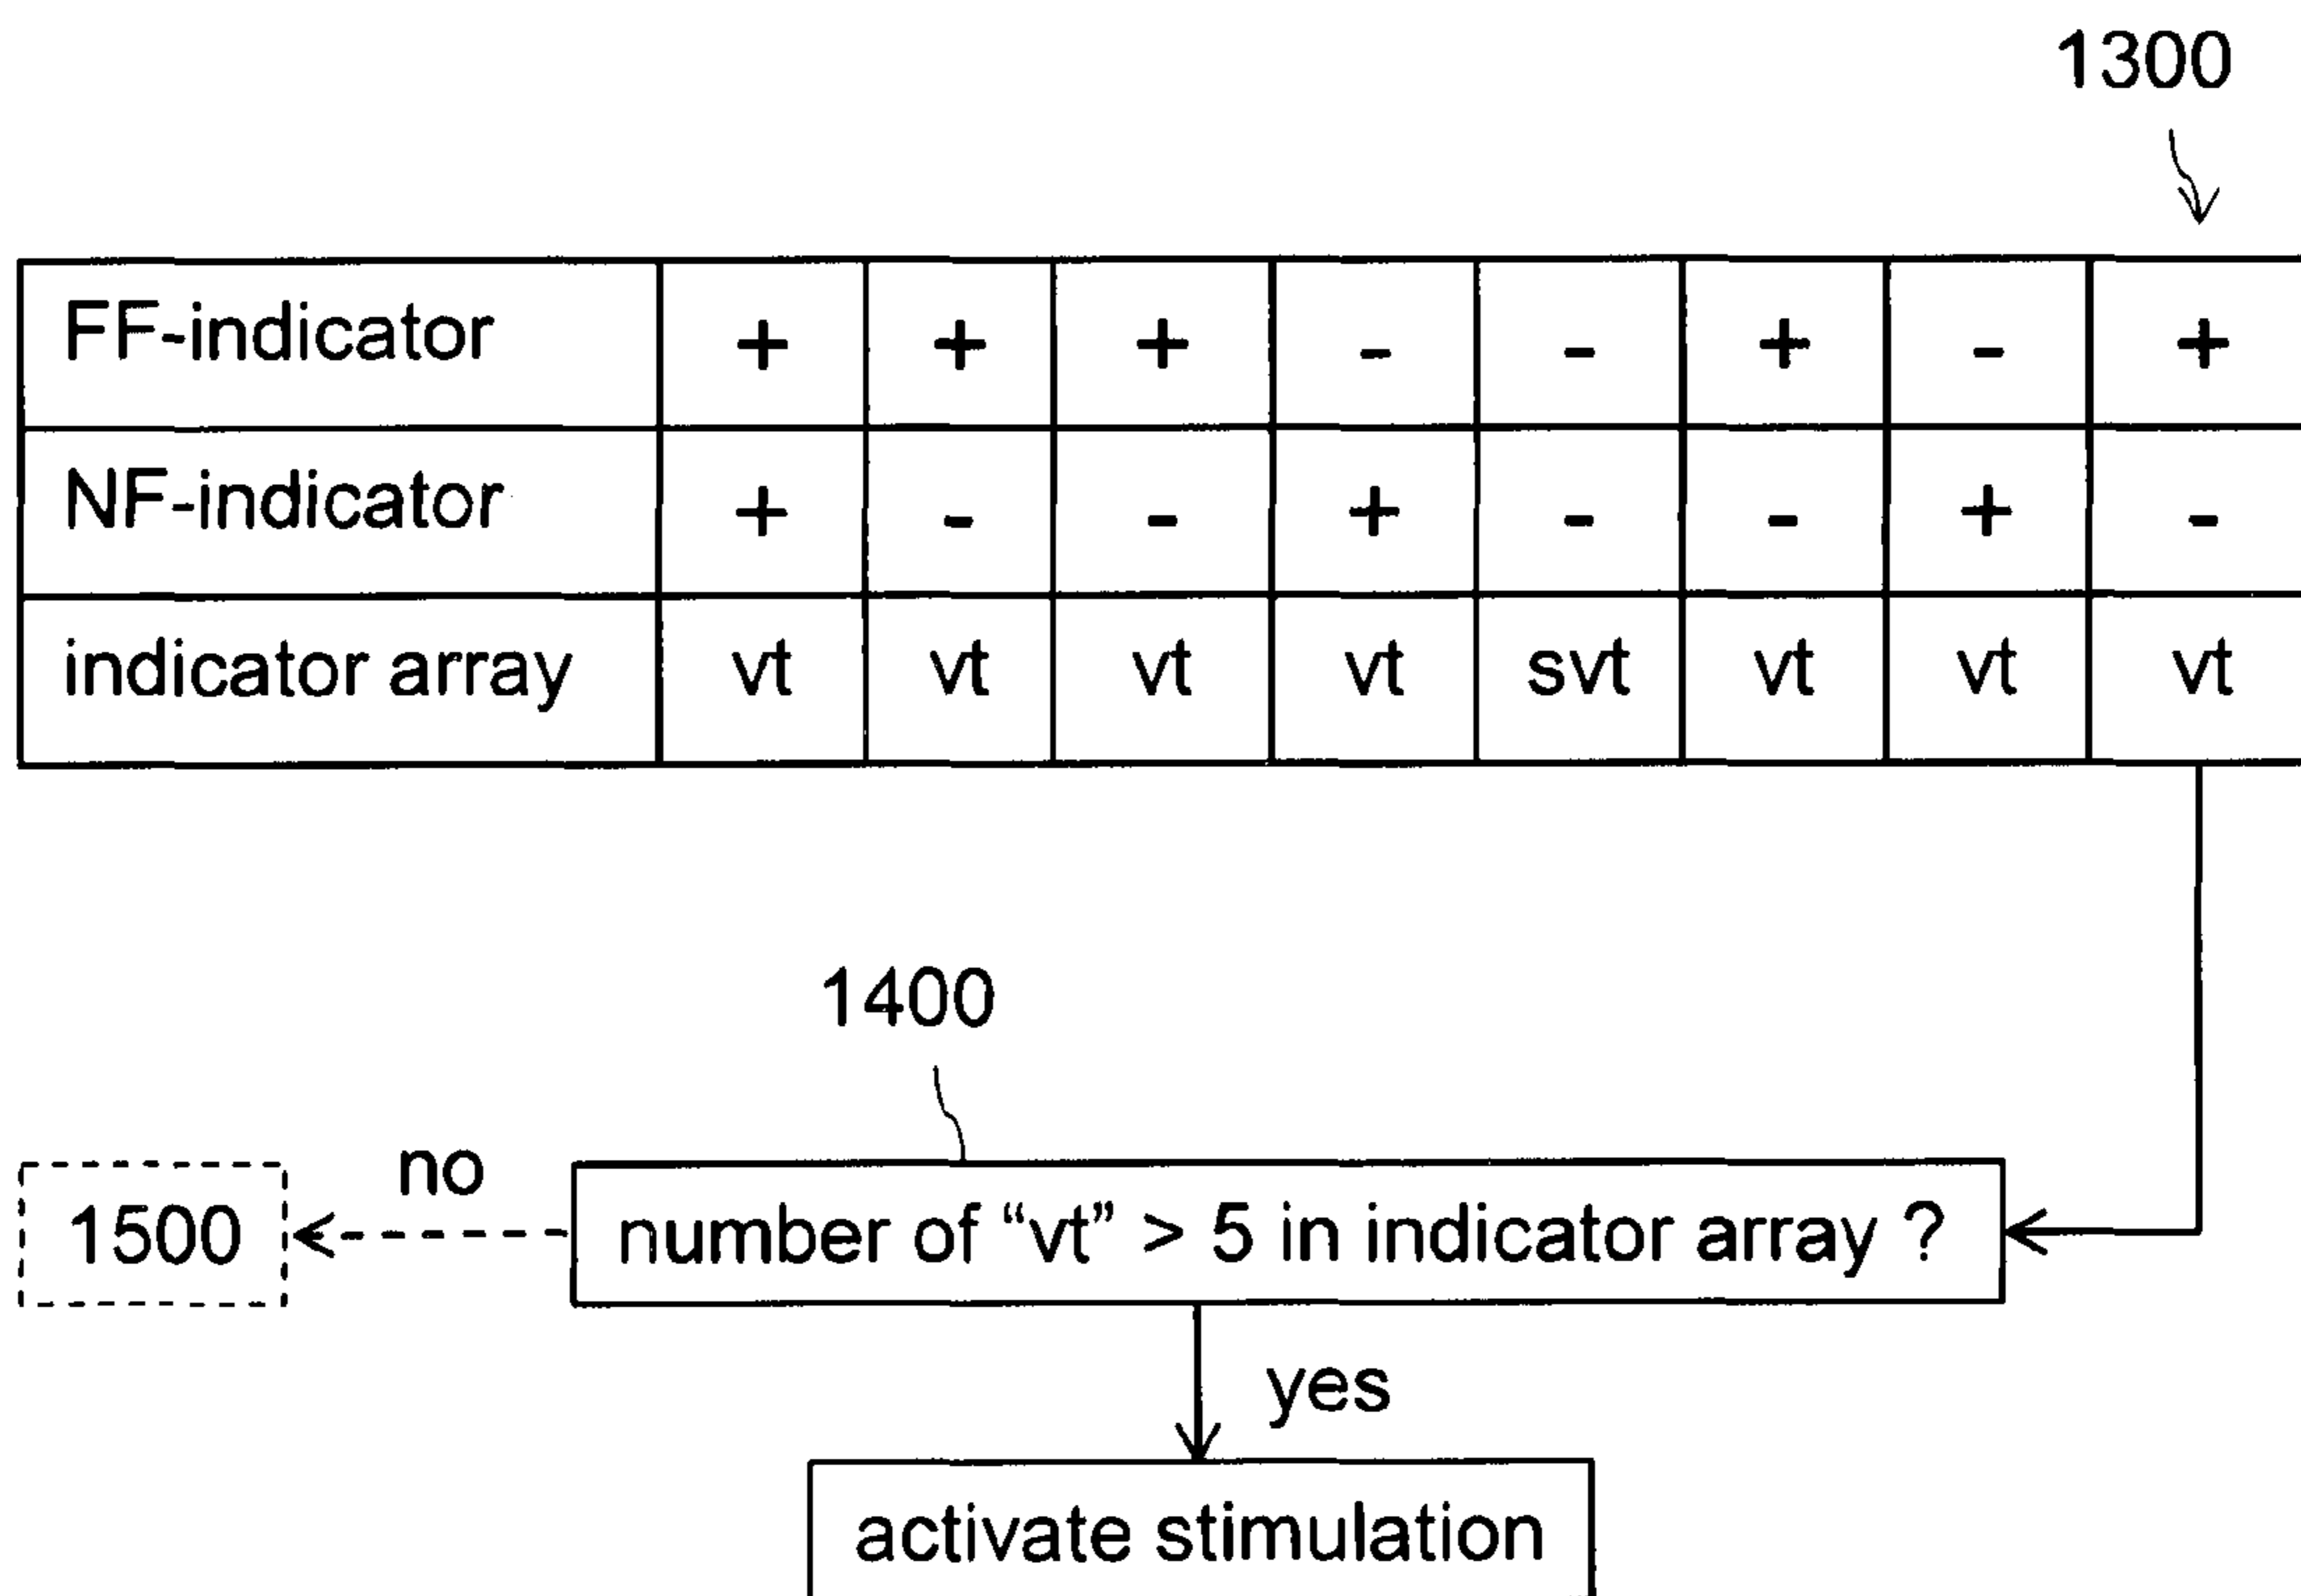 1300
FF-indicator + + + - - + - +
NF-indicator + - - + - - + -
indicator array vt vt vt vt svt vt vt vt
1400
no
1500
number of “vt” > 5 in indicator array ?
yes
activate stimulation